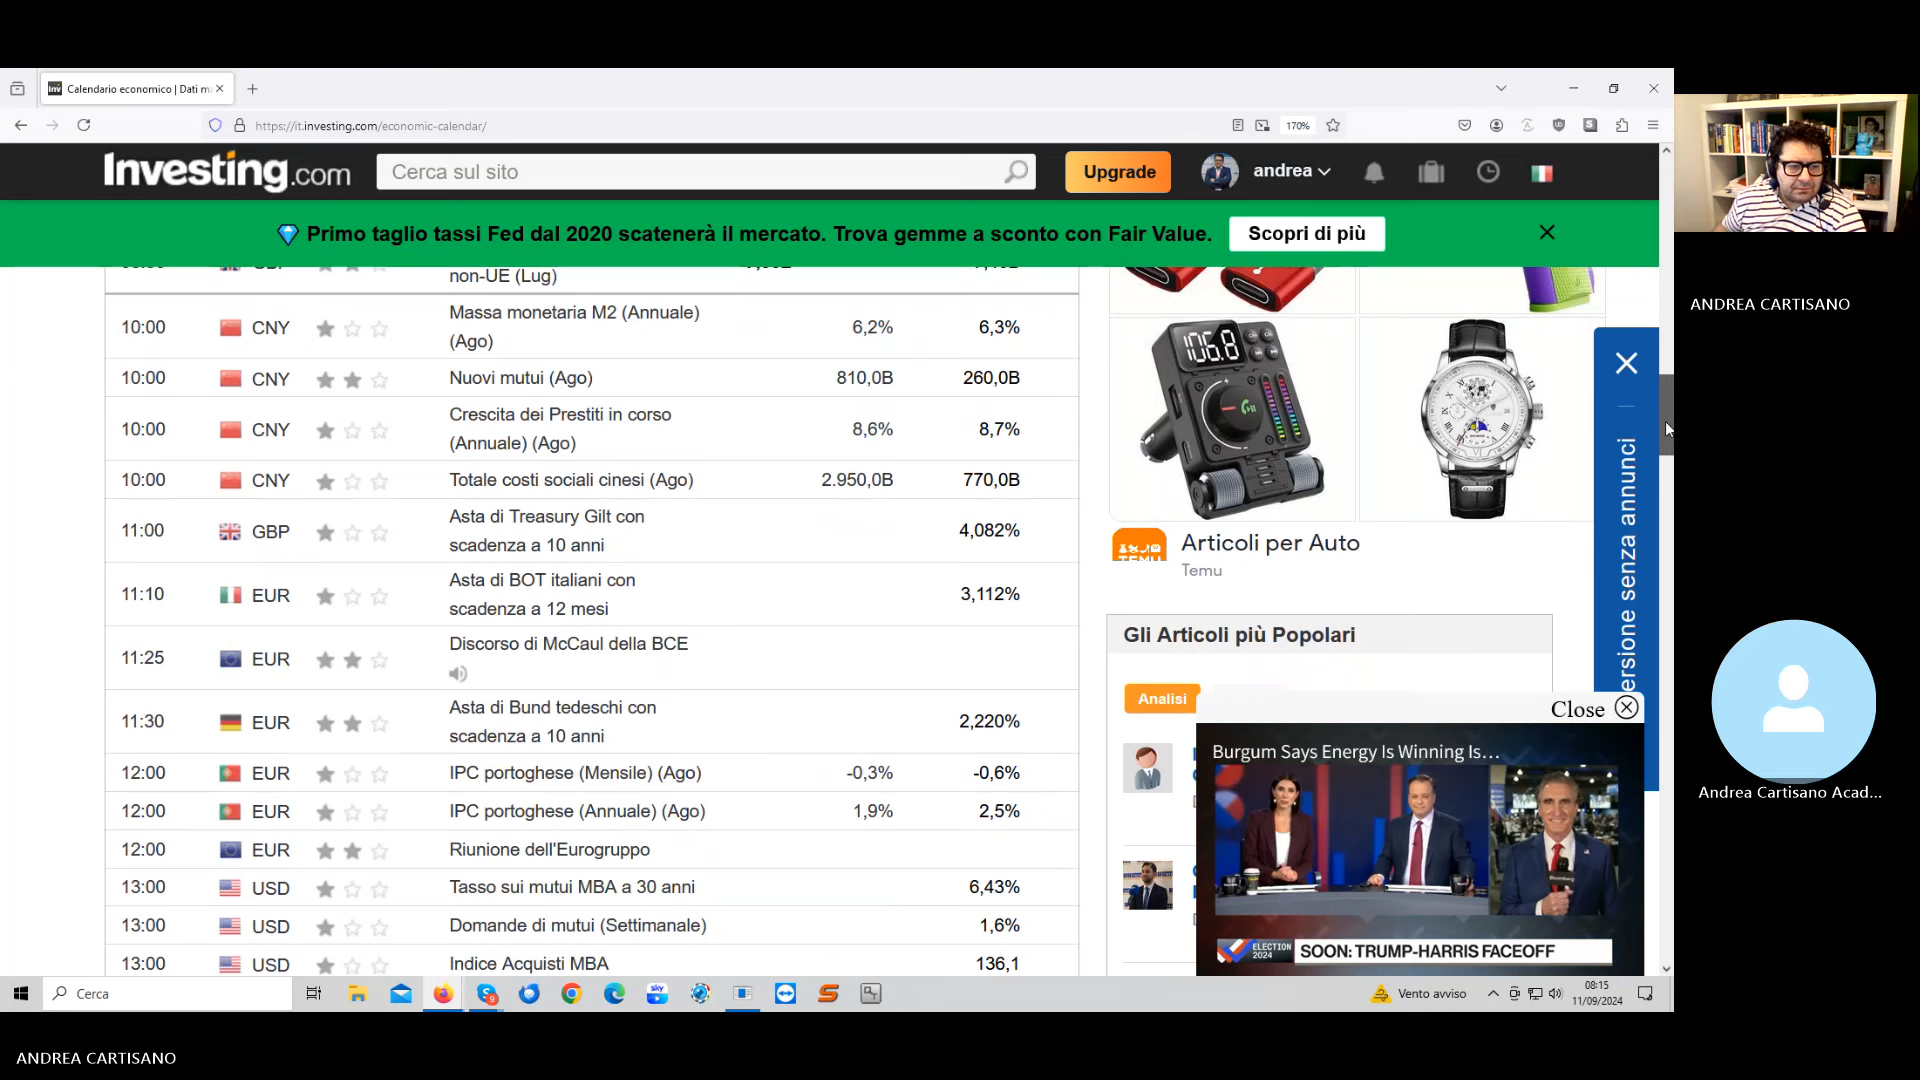 Calendario economico | Dati m
https://it.investing.com/economic-calendar/
170%
Investing.com
Cerca sul sito
Upgrade
andrea
Primo taglio tassi Fed dal 2020 scatenerà il mercato. Trova gemme a sconto con Fair Value.
Scopri di più
non-UE (Lug)
10:00 CNY Massa monetaria M2 (Annuale) 6,2% 6,3%
(Ago)
10:00 CNY Nuovi mutui (Ago) 810,0B 260,0B
10:00 CNY Crescita dei Prestiti in corso 8,6% 8,7%
(Annuale) (Ago)
10:00 CNY Totale costi sociali cinesi (Ago) 2.950,0B 770,0B
11:00 GBP Asta di Treasury Gilt con 4,082%
scadenza a 10 anni
11:10 EUR Asta di BOT italiani con 3,112%
scadenza a 12 mesi
11:25 EUR Discorso di McCaul della BCE
11:30 EUR Asta di Bund tedeschi con 2,220%
scadenza a 10 anni
12:00 EUR IPC portoghese (Mensile) (Ago) -0,3% -0,6%
12:00 EUR IPC portoghese (Annuale) (Ago) 1,9% 2,5%
12:00 EUR Riunione dell'Eurogruppo
13:00 USD Tasso sui mutui MBA a 30 anni 6,43%
13:00 USD Domande di mutui (Settimanale) 1,6%
13:00 USD Indice Acquisti MBA 136,1
106.8
Articoli per Auto
Temu
ersione senza annunci
Gli Articoli più Popolari
Analisi
Close
Burgum Says Energy Is Winning Is…
ELECTION
2024
SOON: TRUMP-HARRIS FACEOFF
Cerca
Vento avviso
08:15
11/09/2024
ANDREA CARTISANO
Andrea Cartisano Acad...
ANDREA CARTISANO